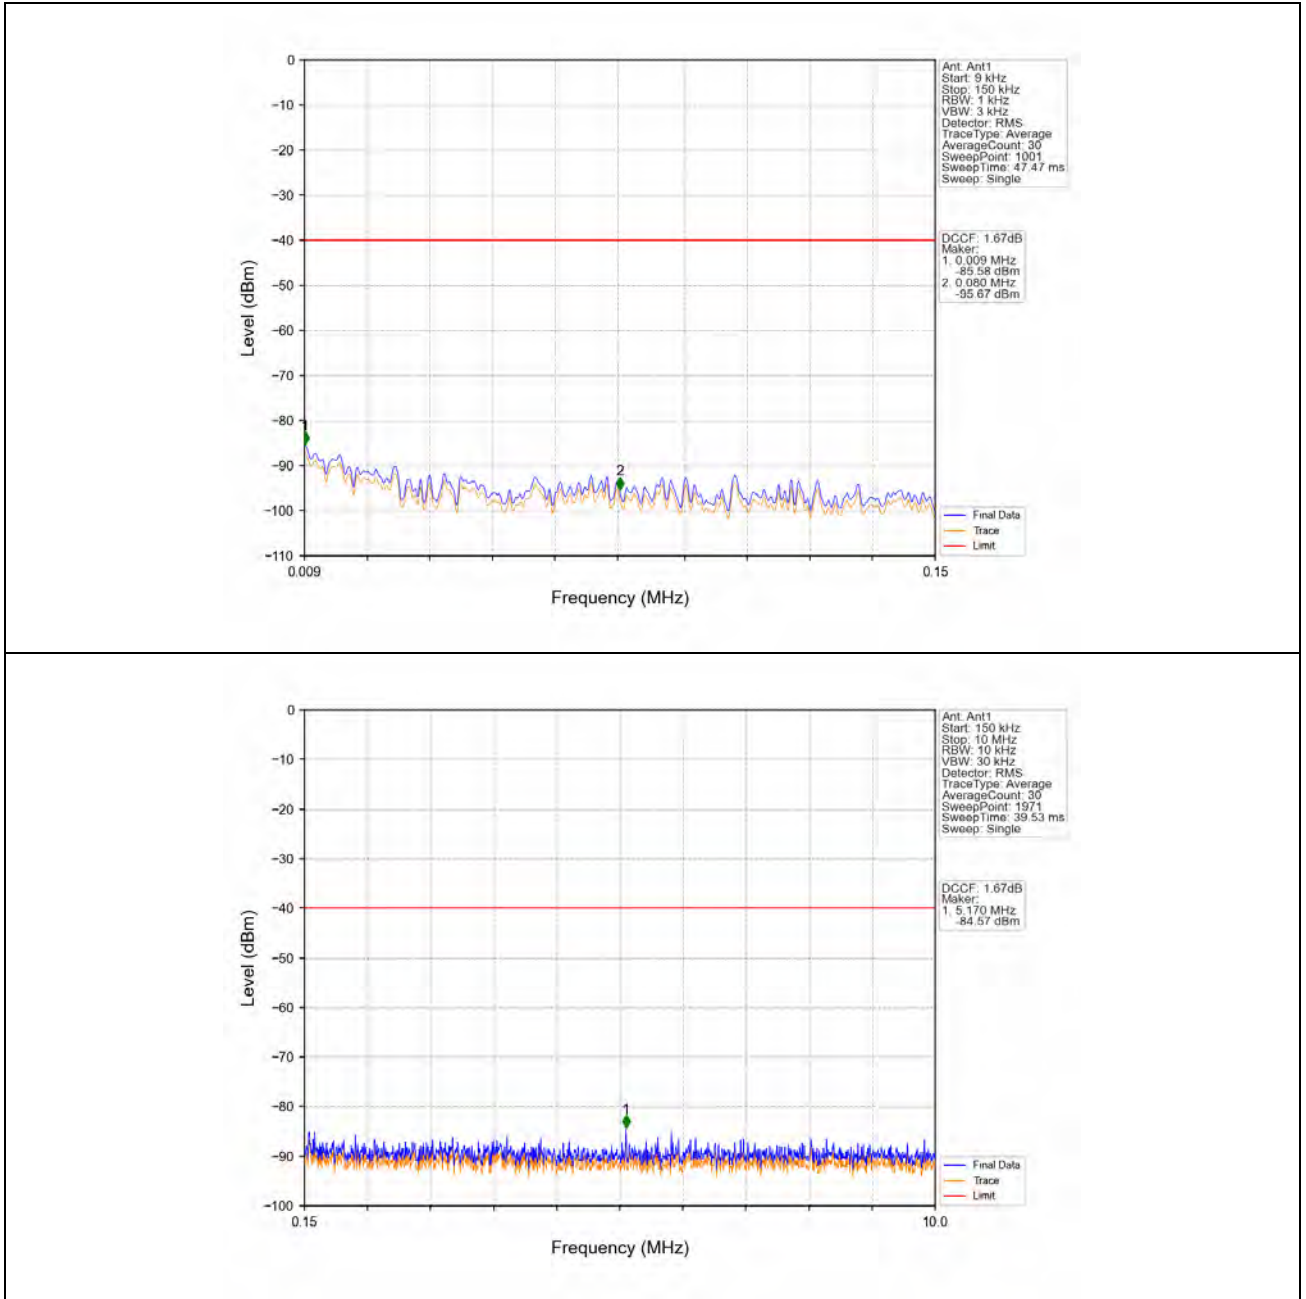 0
−10
−20
−30
−40
−50
−60
−70
−80
−90
−100
−110
Level (dBm)
1
2
0.009
0.15
Frequency (MHz)
Ant: Ant1
Start: 9 kHz
Stop: 150 kHz
RBW: 1 kHz
VBW: 3 kHz
Detector: RMS
TraceType: Average
AverageCount: 30
SweepPoint: 1001
SweepTime: 47.47 ms
Sweep: Single
DCCF: 1.67dB
Maker:
1. 0.009 MHz
-85.58 dBm
2. 0.080 MHz
-95.67 dBm
Final Data
Trace
Limit
0
−10
−20
−30
−40
−50
−60
−70
−80
−90
−100
Level (dBm)
1
0.15
10.0
Frequency (MHz)
Ant: Ant1
Start: 150 kHz
Stop: 10 MHz
RBW: 10 kHz
VBW: 30 kHz
Detector: RMS
TraceType: Average
AverageCount: 30
SweepPoint: 1971
SweepTime: 39.53 ms
Sweep: Single
DCCF: 1.67dB
Maker:
1. 5.170 MHz
-84.57 dBm
Final Data
Trace
Limit